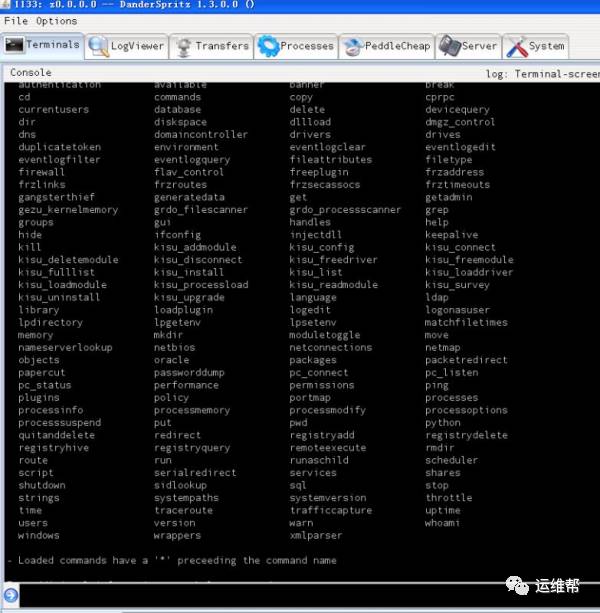 1133: z0.0.0.0 -- DanderSpritz 1.3.0.0 ()
File Options
Terminals LogViewer Transfers Processes PeddleCheap Server System
Console log: Terminal-screen
authentication available banner break
cd commands copy cprpc
currentusers database delete devicequery
dir diskspace dllload dmgz_control
dns domaincontroller drivers drives
duplicatetoken environment eventlogclear eventlogedit
eventlogfilter eventlogquery fileattributes filetype
firewall flav_control freeplugin frzaddress
frzlinks frzroutes frzsecassocs frztimeouts
gangsterthief generatedata get getadmin
gezu_kernelmemory grdo_filescanner grdo_processscanner grep
groups gui handles help
hide ifconfig injectdll keepalive
kill kisu_addmodule kisu_config kisu_connect
kisu_deletemodule kisu_disconnect kisu_freedriver kisu_freemodule
kisu_fulllist kisu_install kisu_list kisu_loaddriver
kisu_loadmodule kisu_processload kisu_readmodule kisu_survey
kisu_uninstall kisu_upgrade language ldap
library loadplugin logedit logonasuser
lpdirectory lpgetenv lpsetenv matchfiletimes
memory mkdir moduletoggle move
nameserverlookup netbios netconnections netmap
objects oracle packages packetredirect
papercut passworddump pc_connect pc_listen
pc_status performance permissions ping
plugins policy portmap processes
processinfo processmemory processmodify processoptions
processsuspend put pwd python
quitanddelete redirect registryadd registrydelete
registryhive registryquery remoteexecute rmdir
route run runaschild scheduler
script serialredirect services shares
shutdown sidlookup sql stop
strings systempaths systemversion throttle
time traceroute trafficcapture uptime
users version warn whoami
windows wrappers xmlparser
- Loaded commands have a '*' preceeding the command name
运维帮